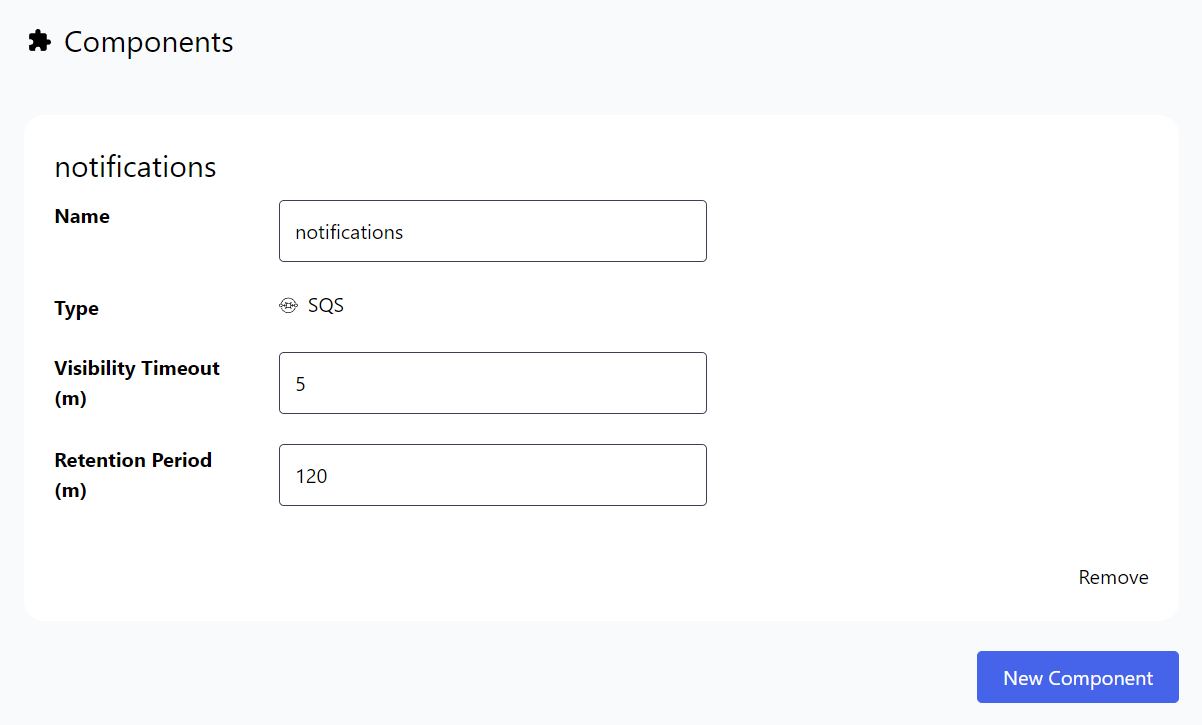 Components
notifications
Name
notifications
Type
SQS
Visibility Timeout
(m)
5
Retention Period
(m)
120
Remove
New Component